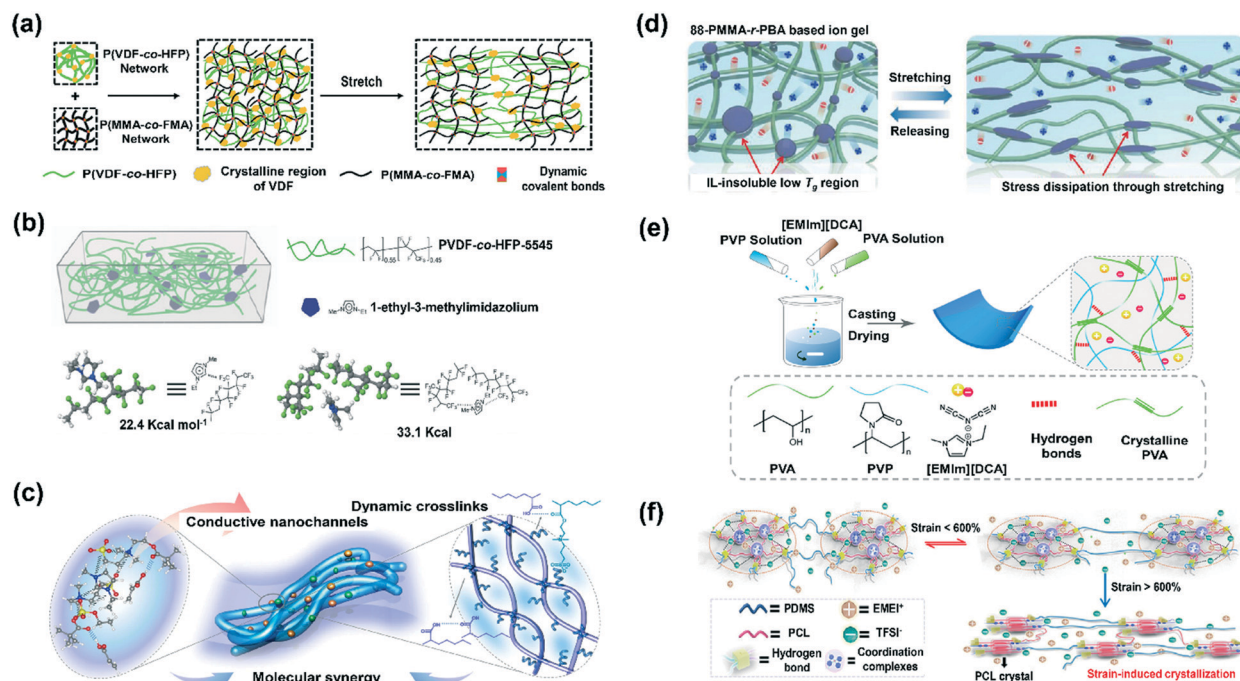 (a)
P(VDF-co-HFP)
Network
+
P(MMA-co-FMA)
Network
Stretch
P(VDF-co-HFP)
Crystalline region
of VDF
P(MMA-co-FMA)
Dynamic
covalent bonds
(b)
PVDF-co-HFP-5545
1-ethyl-3-methylimidazolium
22.4 Kcal mol-1
33.1 Kcal
(c)
Conductive nanochannels
Dynamic crosslinks
Molecular synergy
(d)
88-PMMA-r-PBA based ion gel
Stretching
Releasing
IL-insoluble low Tg region
Stress dissipation through stretching
(e)
[EMIm][DCA]
PVP Solution
PVA Solution
Casting
Drying
PVA
PVP
[EMIm][DCA]
Hydrogen
bonds
Crystalline
PVA
(f)
Strain < 600%
Strain > 600%
= PDMS
= EMEI+
= PCL
= TFSI-
= Hydrogen
bond
= Coordination
complexes
PCL crystal
Strain-induced crystallization